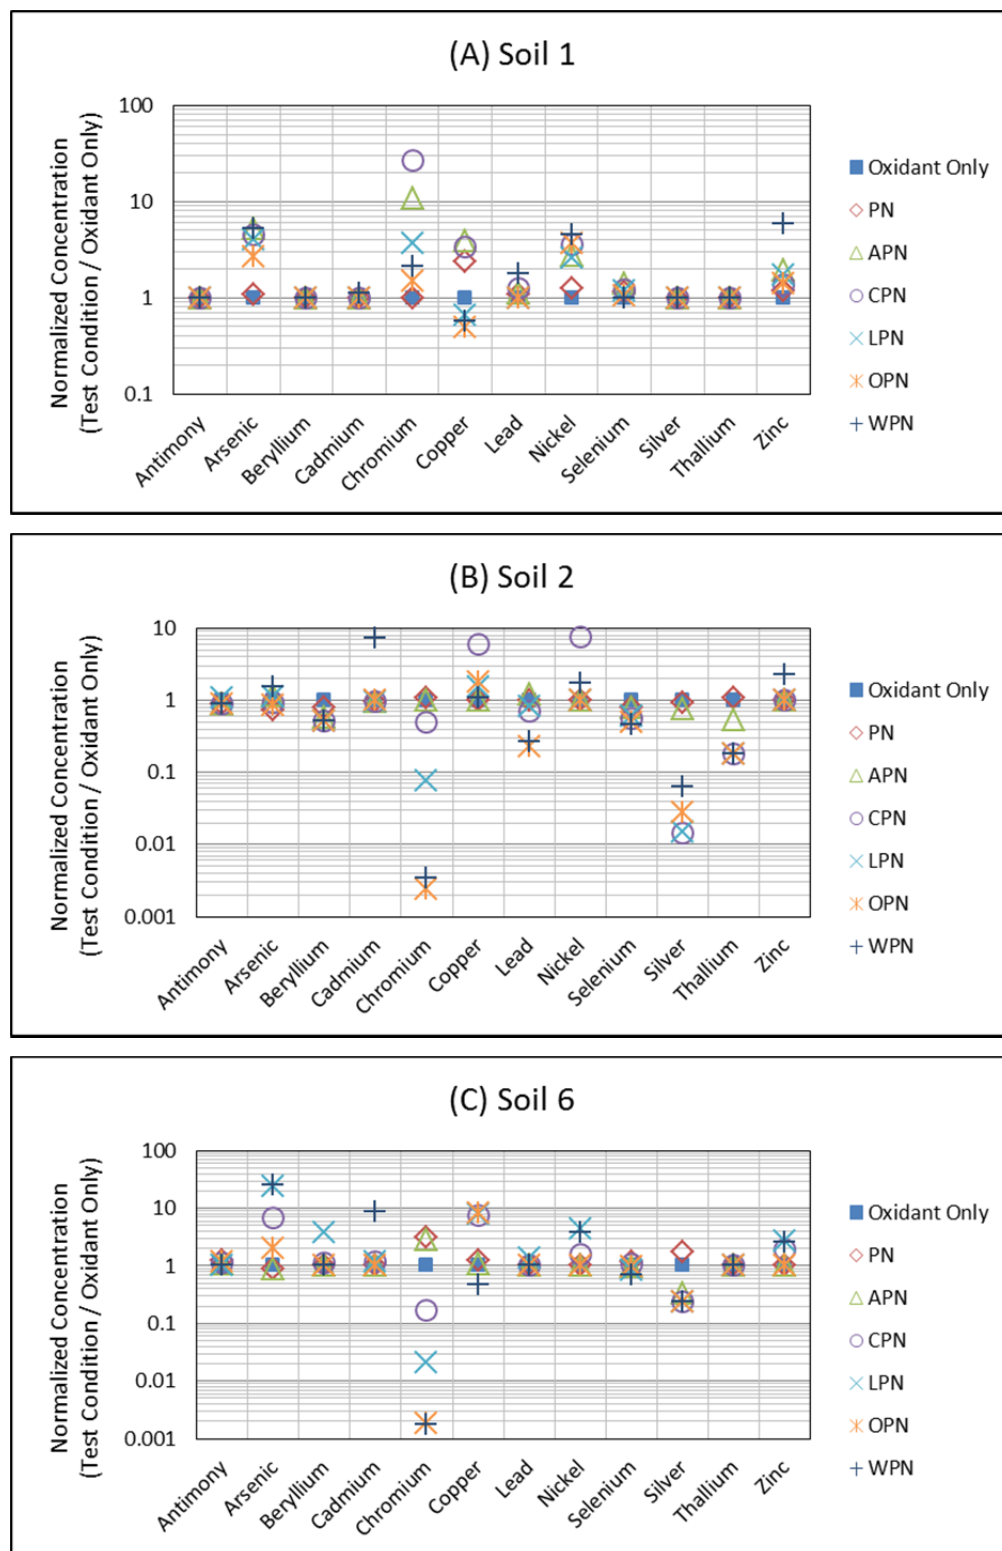 (A) Soil 1
Normalized Concentration
(Test Condition / Oxidant Only)
100
10
1
0.1
Antimony
Arsenic
Beryllium
Cadmium
Chromium
Copper
Lead
Nickel
Selenium
Silver
Thallium
Zinc
Oxidant Only
PN
APN
CPN
LPN
OPN
WPN
(B) Soil 2
Normalized Concentration
(Test Condition / Oxidant Only)
10
1
0.1
0.01
0.001
Antimony
Arsenic
Beryllium
Cadmium
Chromium
Copper
Lead
Nickel
Selenium
Silver
Thallium
Zinc
Oxidant Only
PN
APN
CPN
LPN
OPN
WPN
(C) Soil 6
Normalized Concentration
(Test Condition / Oxidant Only)
100
10
1
0.1
0.01
0.001
Antimony
Arsenic
Beryllium
Cadmium
Chromium
Copper
Lead
Nickel
Selenium
Silver
Thallium
Zinc
Oxidant Only
PN
APN
CPN
LPN
OPN
WPN